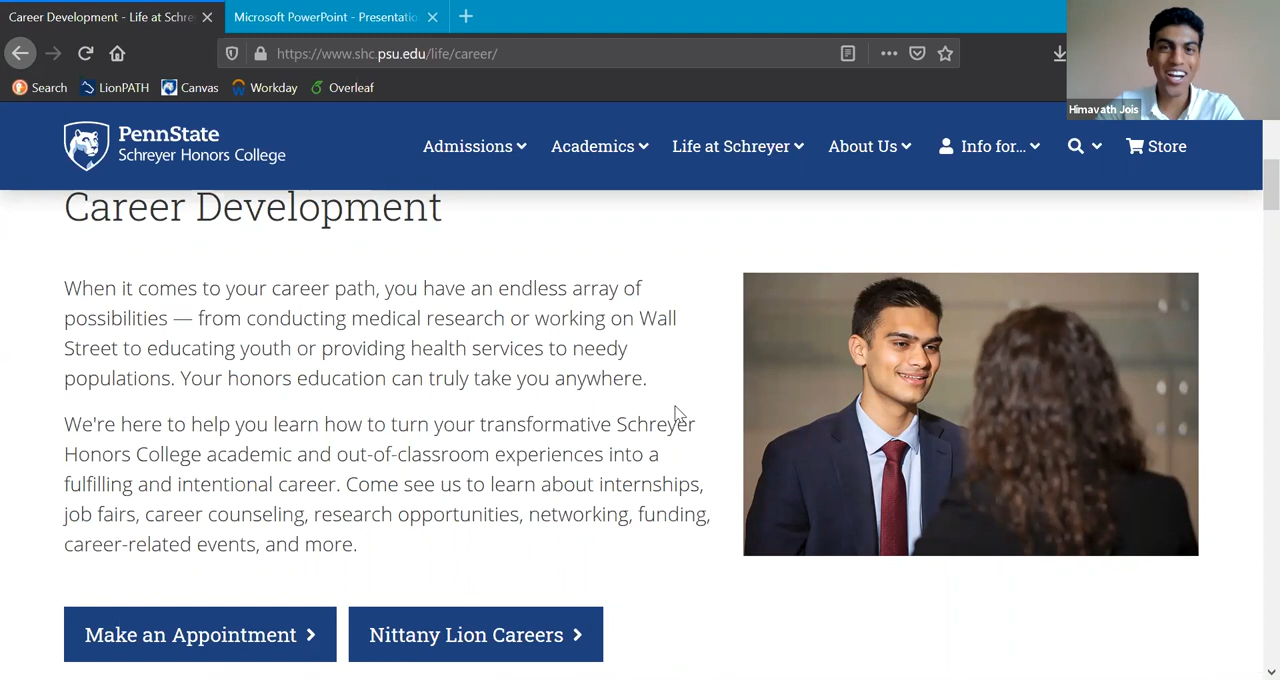 Career Development - Life at Schre
Microsoft PowerPoint - Presentatio
https://www.shc.psu.edu/life/career/
Search
LionPATH
Canvas
Workday
Overleaf
Himavath Jois
PennState
Schreyer Honors College
Admissions
Academics
Life at Schreyer
About Us
Info for...
Store
Career Development
When it comes to your career path, you have an endless array of
possibilities — from conducting medical research or working on Wall
Street to educating youth or providing health services to needy
populations. Your honors education can truly take you anywhere.
We're here to help you learn how to turn your transformative Schreyer
Honors College academic and out-of-classroom experiences into a
fulfilling and intentional career. Come see us to learn about internships,
job fairs, career counseling, research opportunities, networking, funding,
career-related events, and more.
Make an Appointment
Nittany Lion Careers